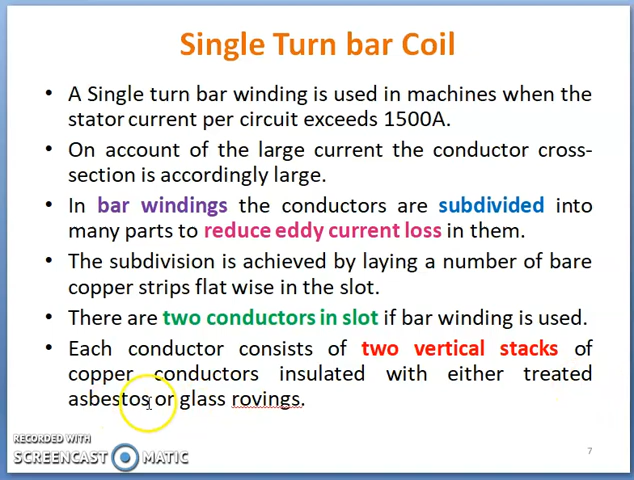 Single Turn bar Coil
• A Single turn bar winding is used in machines when the
stator current per circuit exceeds 1500A.
• On account of the large current the conductor cross-
section is accordingly large.
• In bar windings the conductors are subdivided into
many parts to reduce eddy current loss in them.
• The subdivision is achieved by laying a number of bare
copper strips flat wise in the slot.
• There are two conductors in slot if bar winding is used.
• Each conductor consists of two vertical stacks of
copper conductors insulated with either treated
asbestos or glass rovings.
RECORDED WITH
SCREENCAST MATIC
7